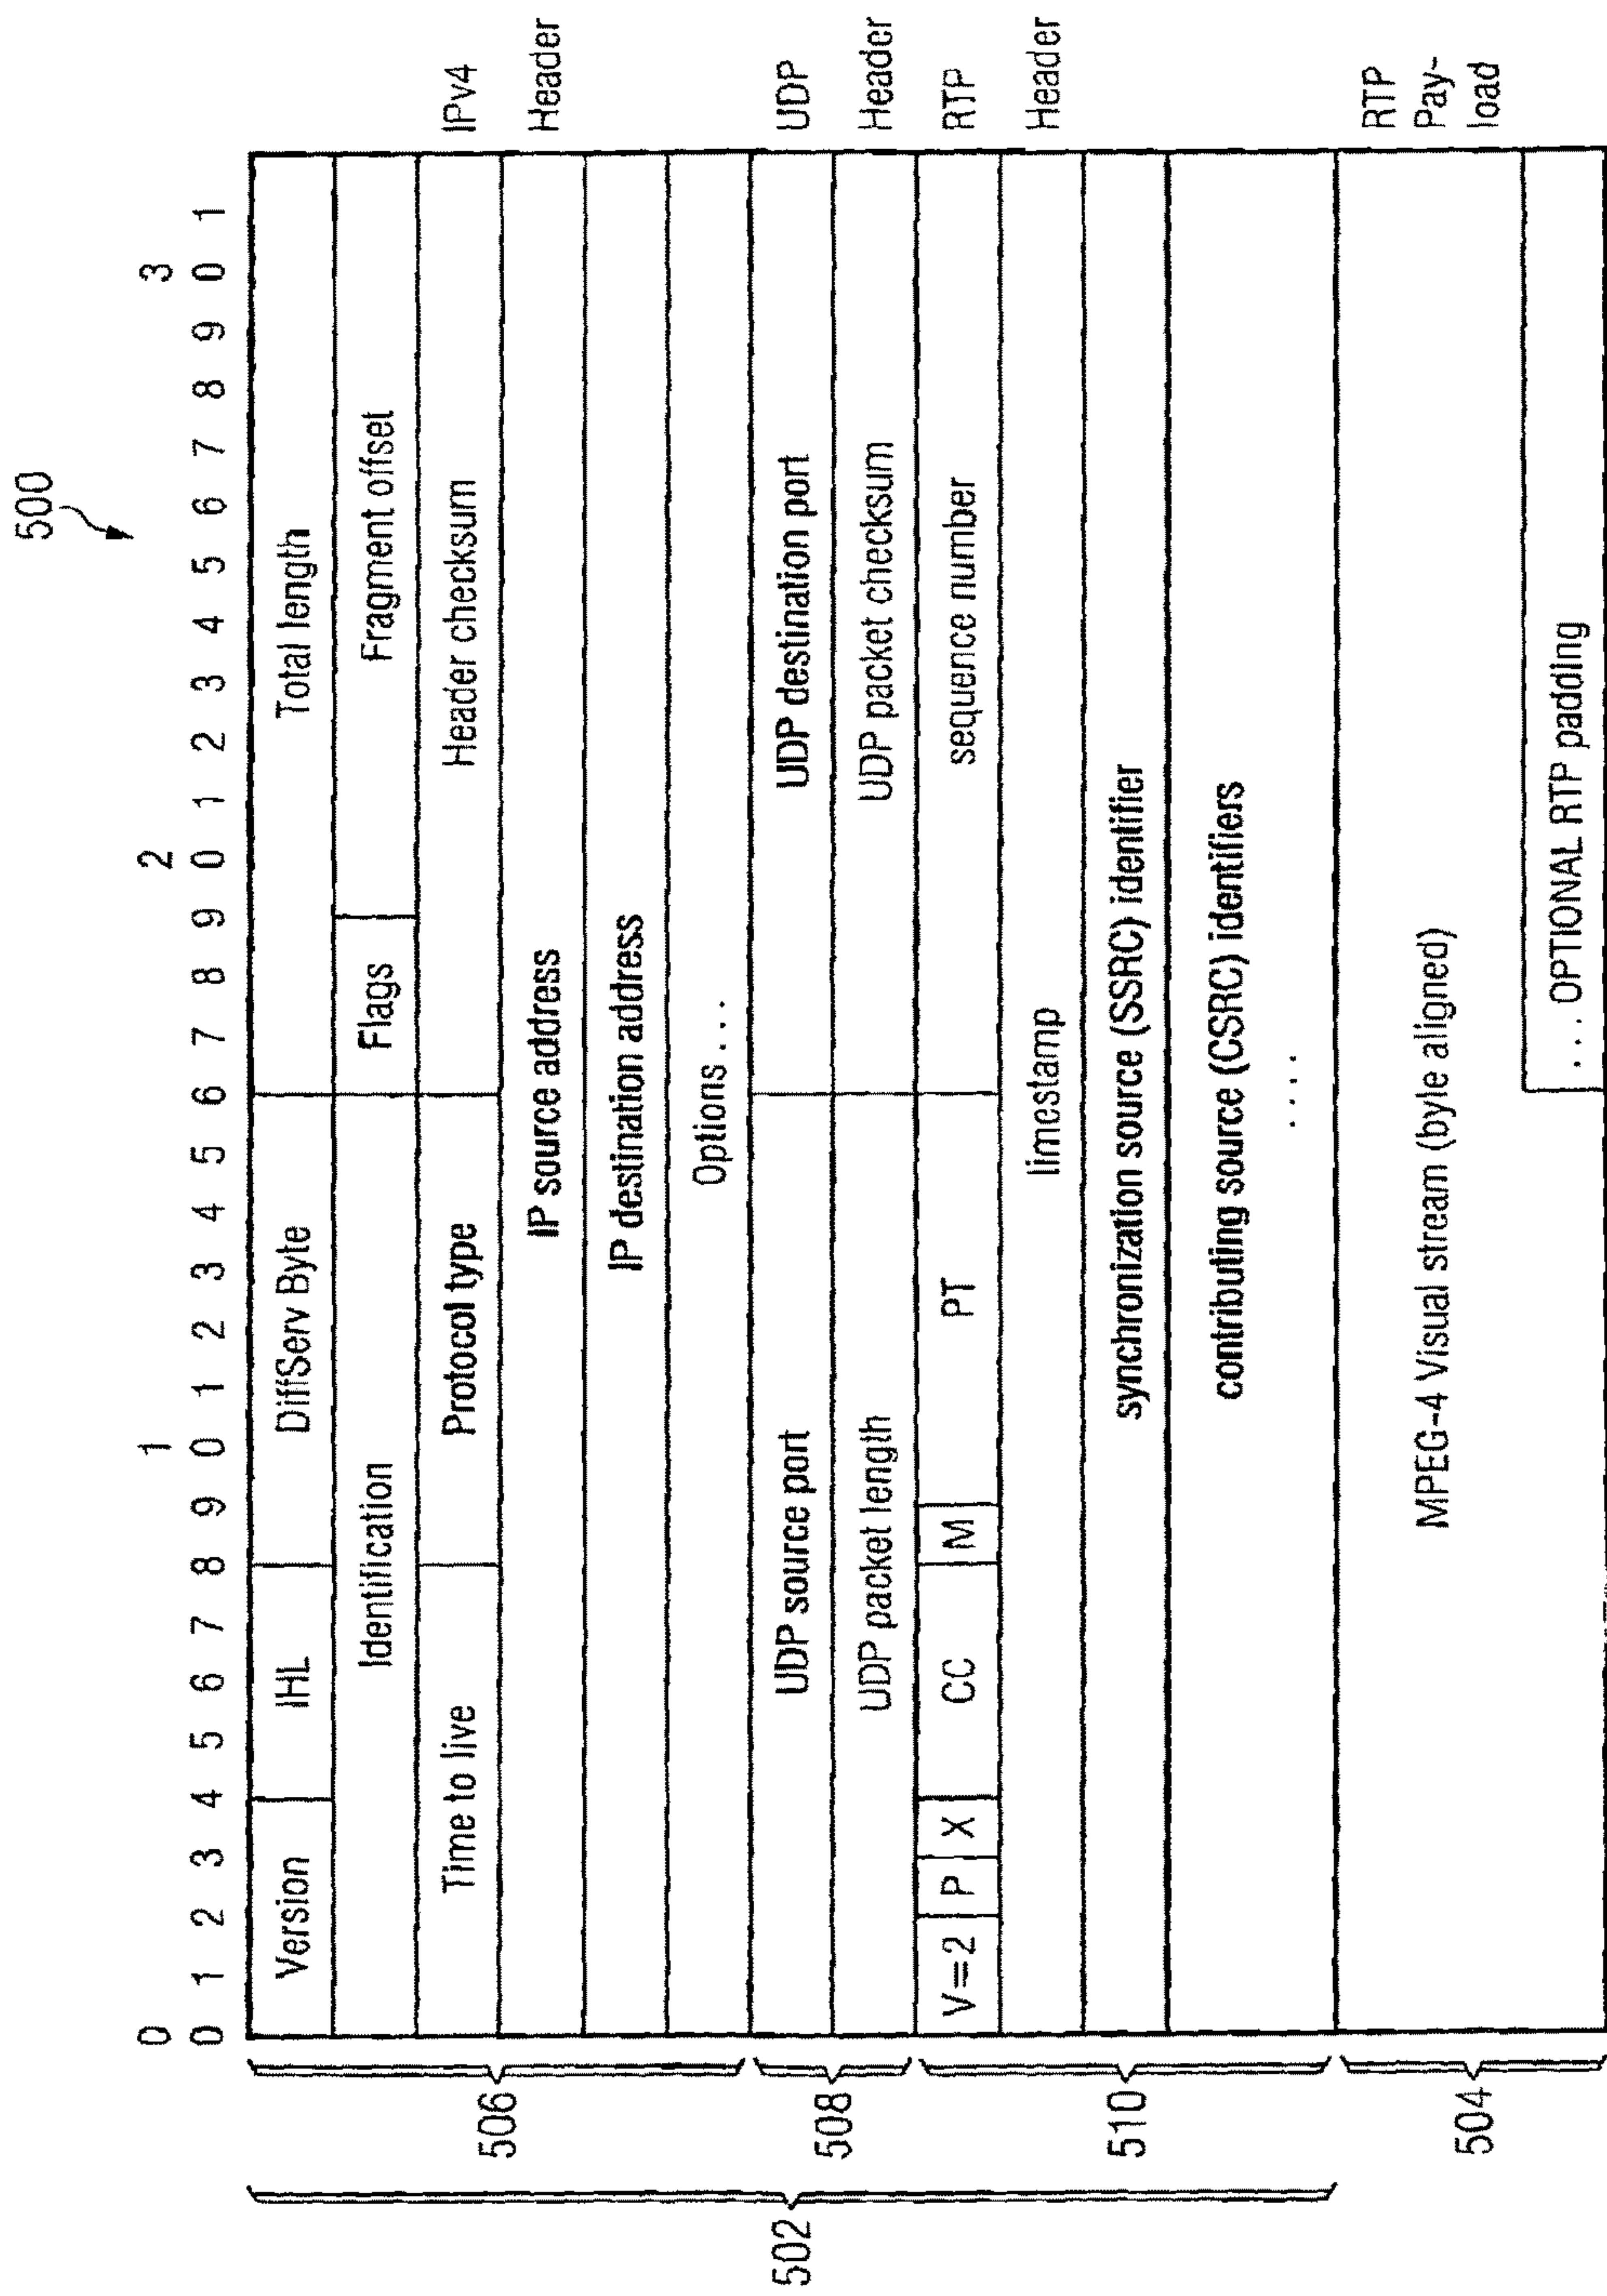 500
0 1 2 3
0 1 2 3 4 5 6 7 8 9 0 1 2 3 4 5 6 7 8 9 0 1 2 3 4 5 6 7 8 9 0 1
Version IHL DiffServ Byte Total length
Identification Flags Fragment offset
506 Time to live Protocol type Header checksum IPv4
IP source address Header
IP destination address
Options...
502 508 UDP source port UDP destination port UDP
UDP packet length UDP packet checksum Header
V=2 P X CC M PT sequence number RTP
timestamp Header
510 synchronization source (SSRC) identifier
contributing source (CSRC) identifiers
....
RTP
504 MPEG-4 Visual stream (byle aligned) Pay-
load
... OPTIONAL RTP padding